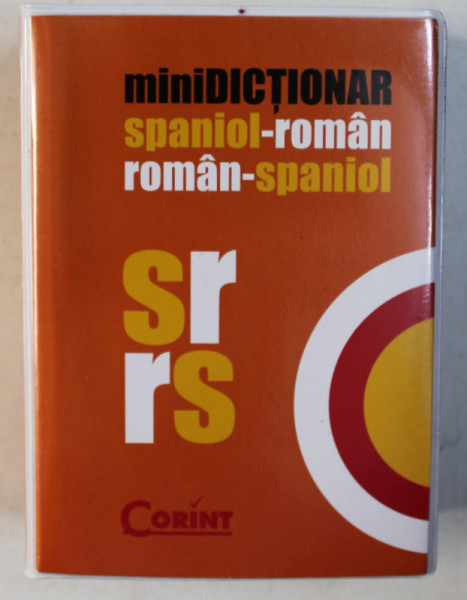 miniDICȚIONAR
spaniol-român
român-spaniol
sr
rs
CORINT